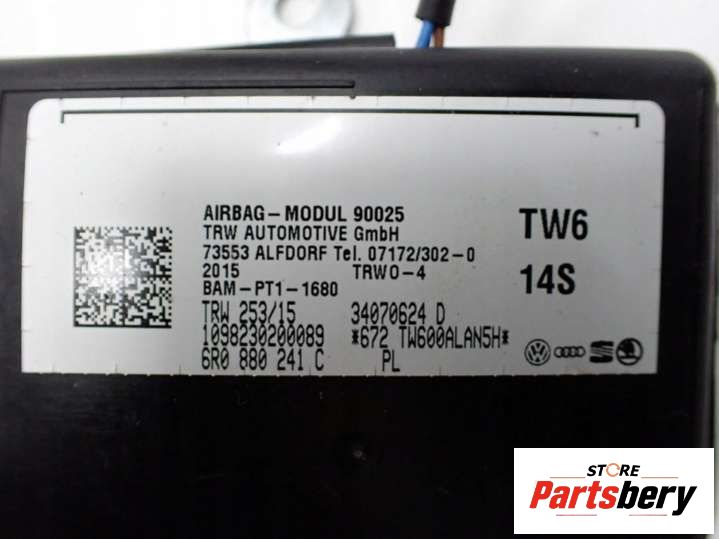 AIRBAG-MODUL 90025
TRW AUTOMOTIVE GmbH
73553 ALFDORF Tel. 07172/302-0
2015 TRWO-4
BAM-PT1-1680
TRW 253/15 34070624 D
1098230200089 *672 TW600ALAN5H*
6R0 880 241 C PL
TW6
14S
STORE
Partsbery